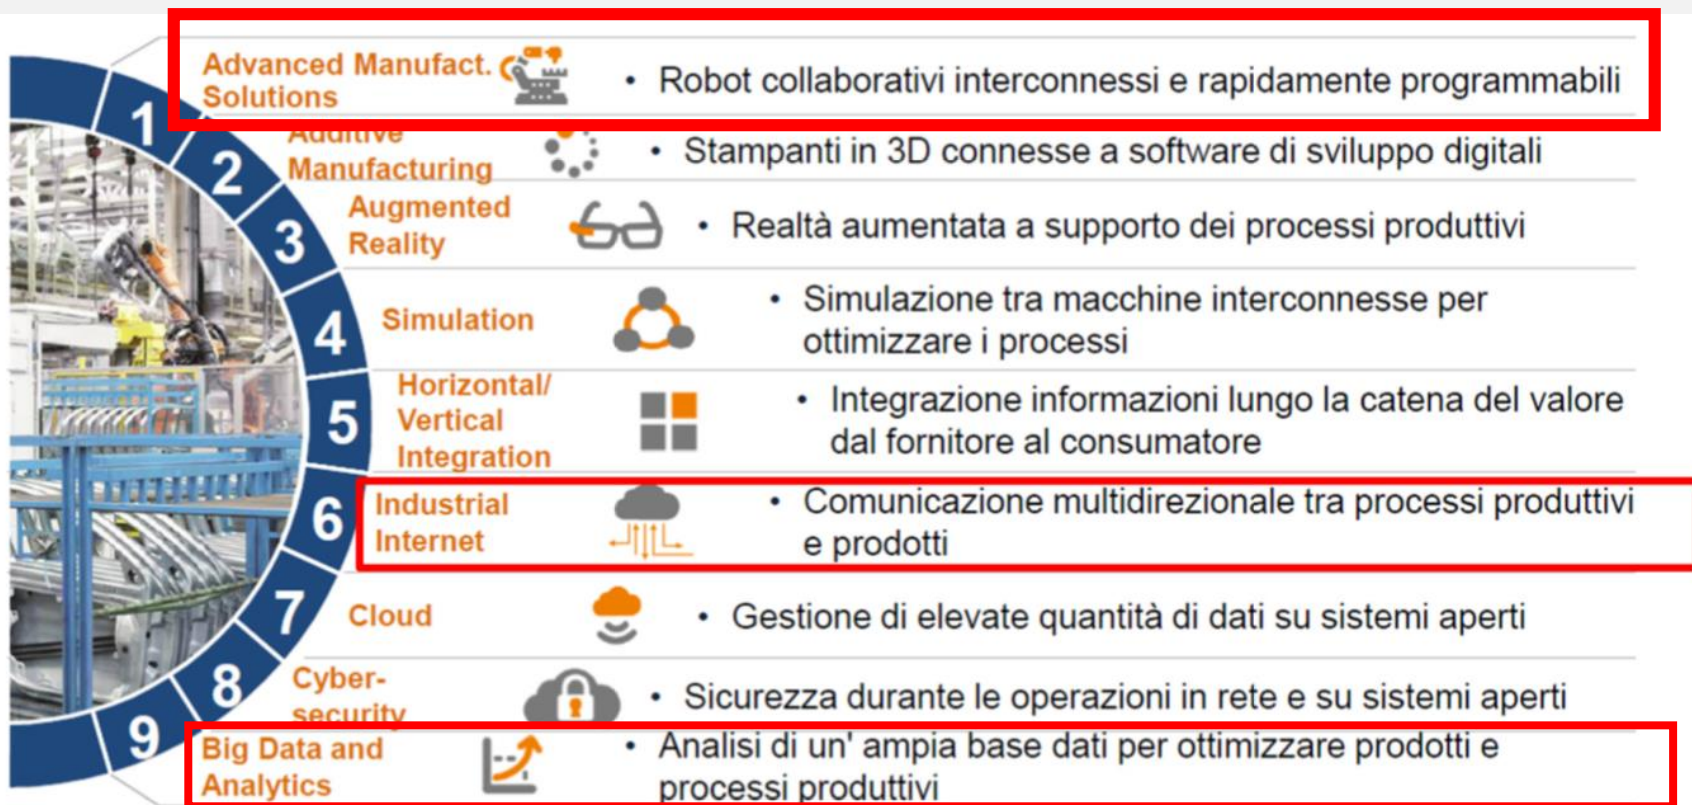 1
Advanced Manufact.
Solutions
• Robot collaborativi interconnessi e rapidamente programmabili
2
Additive
Manufacturing
• Stampanti in 3D connesse a software di sviluppo digitali
3
Augmented
Reality
• Realtà aumentata a supporto dei processi produttivi
4
Simulation
• Simulazione tra macchine interconnesse per
ottimizzare i processi
5
Horizontal/
Vertical
Integration
• Integrazione informazioni lungo la catena del valore
dal fornitore al consumatore
6
Industrial
Internet
• Comunicazione multidirezionale tra processi produttivi
e prodotti
7
Cloud
• Gestione di elevate quantità di dati su sistemi aperti
8
Cyber-
security
• Sicurezza durante le operazioni in rete e su sistemi aperti
9
Big Data and
Analytics
• Analisi di un' ampia base dati per ottimizzare prodotti e
processi produttivi